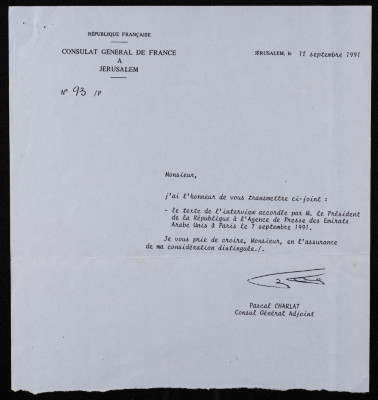 RÉPUBLIQUE FRANÇAISE
CONSULAT GÉNÉRAL DE FRANCE
A
JÉRUSALEM
JÉRUSALEM, le 12 septembre 1991
N° 93 /P
Monsieur,
j'ai l'honneur de vous transmettre ci-joint :
- le texte de l'interview accordée par M. le Président
de la République à l'Agence de Presse des Emirats
Arabe Unis à Paris le 7 septembre 1991.
Je vous prie de croire, Monsieur, en l'assurance
de ma considération distinguée./.
Pascal CHARLAT
Consul Général Adjoint